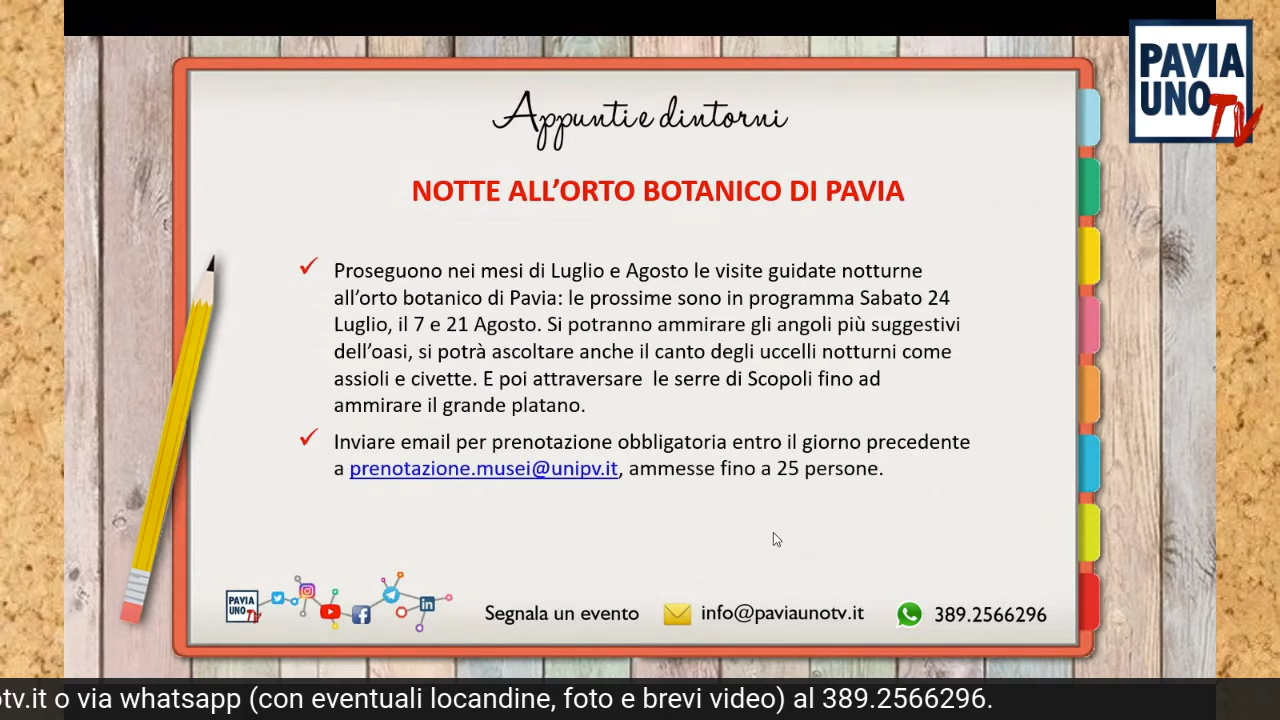 PAVIA
UNO TV
Appunti e dintorni
NOTTE ALL'ORTO BOTANICO DI PAVIA
Proseguono nei mesi di Luglio e Agosto le visite guidate notturne
all'orto botanico di Pavia: le prossime sono in programma Sabato 24
Luglio, il 7 e 21 Agosto. Si potranno ammirare gli angoli più suggestivi
dell'oasi, si potrà ascoltare anche il canto degli uccelli notturni come
assioli e civette. E poi attraversare le serre di Scopoli fino ad
ammirare il grande platano.
Inviare email per prenotazione obbligatoria entro il giorno precedente
a prenotazione.musei@unipv.it, ammesse fino a 25 persone.
PAVIA
UNO TV
Segnala un evento info@paviaunotv.it 389.2566296
otv.it o via whatsapp (con eventuali locandine, foto e brevi video) al 389.2566296.